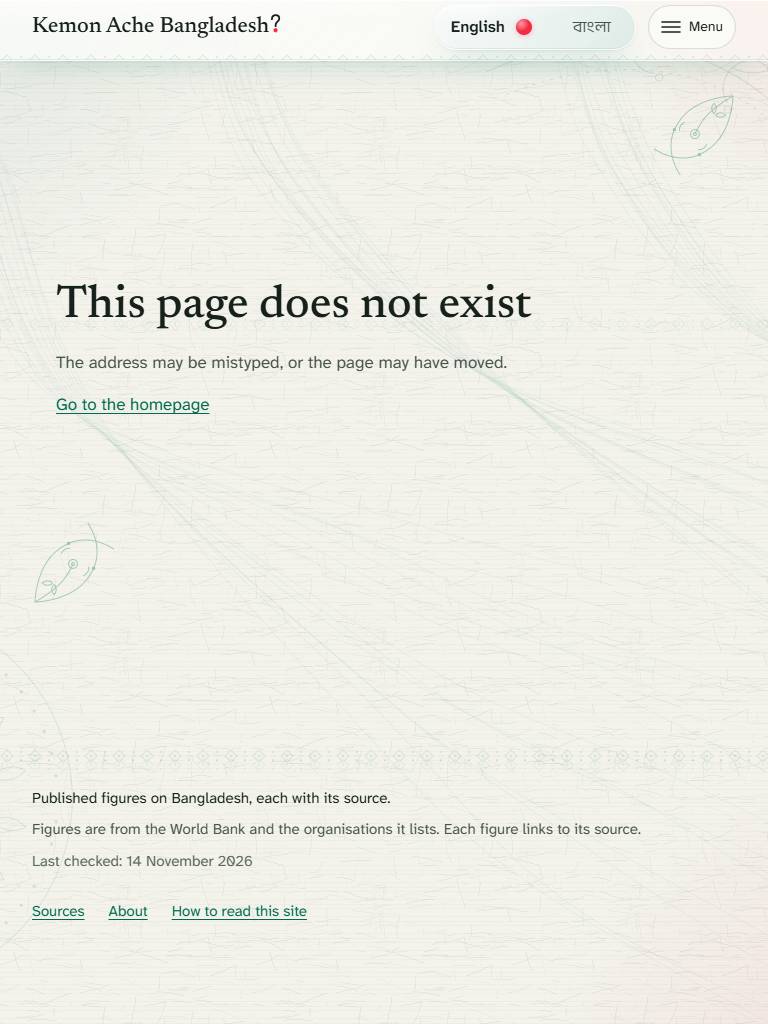 Kemon Ache Bangladesh?
English
বাংলা
Menu
This page does not exist
The address may be mistyped, or the page may have moved.
Go to the homepage
Published figures on Bangladesh, each with its source.
Figures are from the World Bank and the organisations it lists. Each figure links to its source.
Last checked: 14 November 2026
Sources About How to read this site